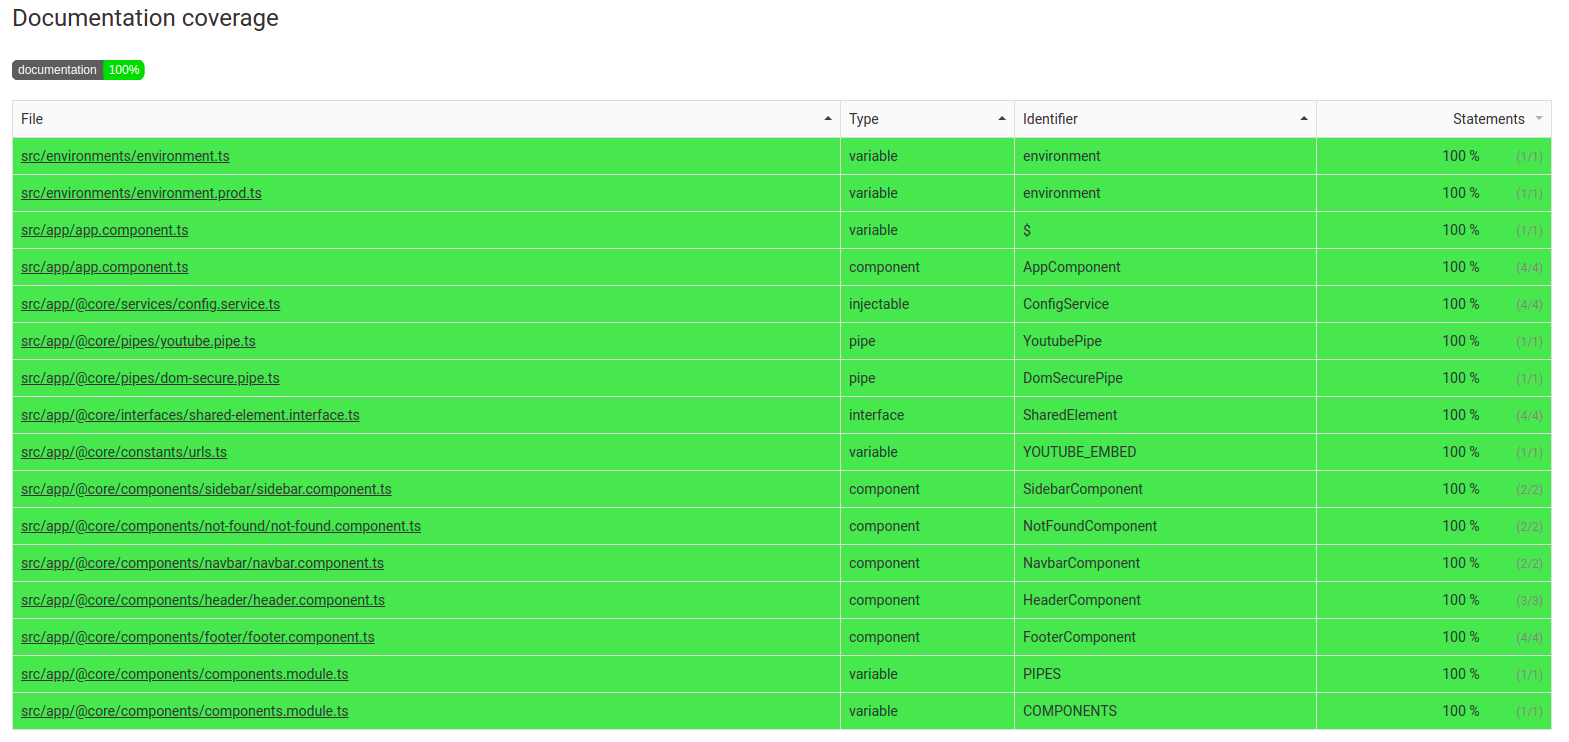 Documentation coverage
documentation 100%
File Type Identifier Statements
src/environments/environment.ts variable environment 100 % (1/1)
src/environments/environment.prod.ts variable environment 100 % (1/1)
src/app/app.component.ts variable $ 100 % (1/1)
src/app/app.component.ts component AppComponent 100 % (4/4)
src/app/@core/services/config.service.ts injectable ConfigService 100 % (4/4)
src/app/@core/pipes/youtube.pipe.ts pipe YoutubePipe 100 % (1/1)
src/app/@core/pipes/dom-secure.pipe.ts pipe DomSecurePipe 100 % (1/1)
src/app/@core/interfaces/shared-element.interface.ts interface SharedElement 100 % (4/4)
src/app/@core/constants/urls.ts variable YOUTUBE_EMBED 100 % (1/1)
src/app/@core/components/sidebar/sidebar.component.ts component SidebarComponent 100 % (2/2)
src/app/@core/components/not-found/not-found.component.ts component NotFoundComponent 100 % (2/2)
src/app/@core/components/navbar/navbar.component.ts component NavbarComponent 100 % (2/2)
src/app/@core/components/header/header.component.ts component HeaderComponent 100 % (3/3)
src/app/@core/components/footer/footer.component.ts component FooterComponent 100 % (4/4)
src/app/@core/components/components.module.ts variable PIPES 100 % (1/1)
src/app/@core/components/components.module.ts variable COMPONENTS 100 % (1/1)